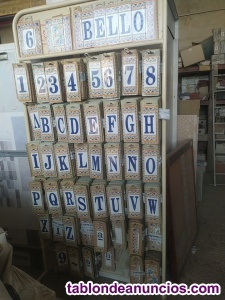 6 BELLO
1 2 3 4 5 6 7 8
A B C D E F G H
I J K L M N O
P Q R S T U V W
X Y Z
tablondeanuncios.com